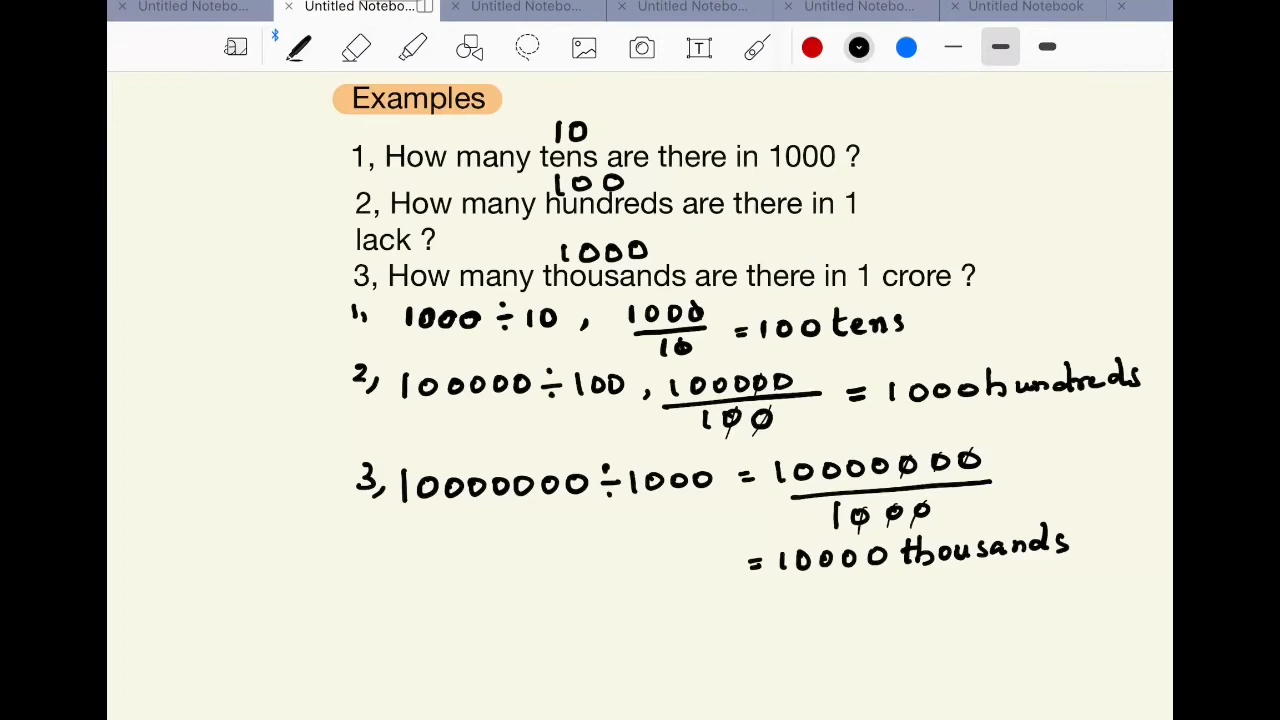 Untitled Notebo... Untitled Notebo... Untitled Notebo... Untitled Notebo... Untitled Notebo... Untitled Notebook
T
Examples
10
1, How many tens are there in 1000 ?
100
2, How many hundreds are there in 1
lack ?
1000
3, How many thousands are there in 1 crore ?
1, 1000 ÷ 10 , 1000/10 = 100 tens
2, 100000 ÷ 100 , 100000/100 = 1000 hundreds
3, 10000000 ÷ 1000 = 10000000/1000
= 10000 thousands